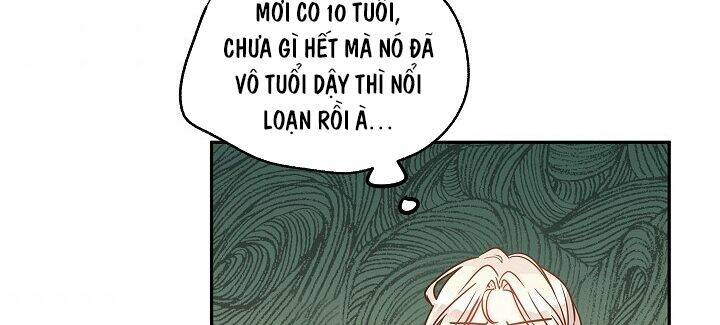 MỚI CÓ 10 TUỔI,
CHƯA GÌ HẾT MÀ NÓ ĐÃ
VÔ TUỔI DẬY THÌ NỔI
LOẠN RỒI À...